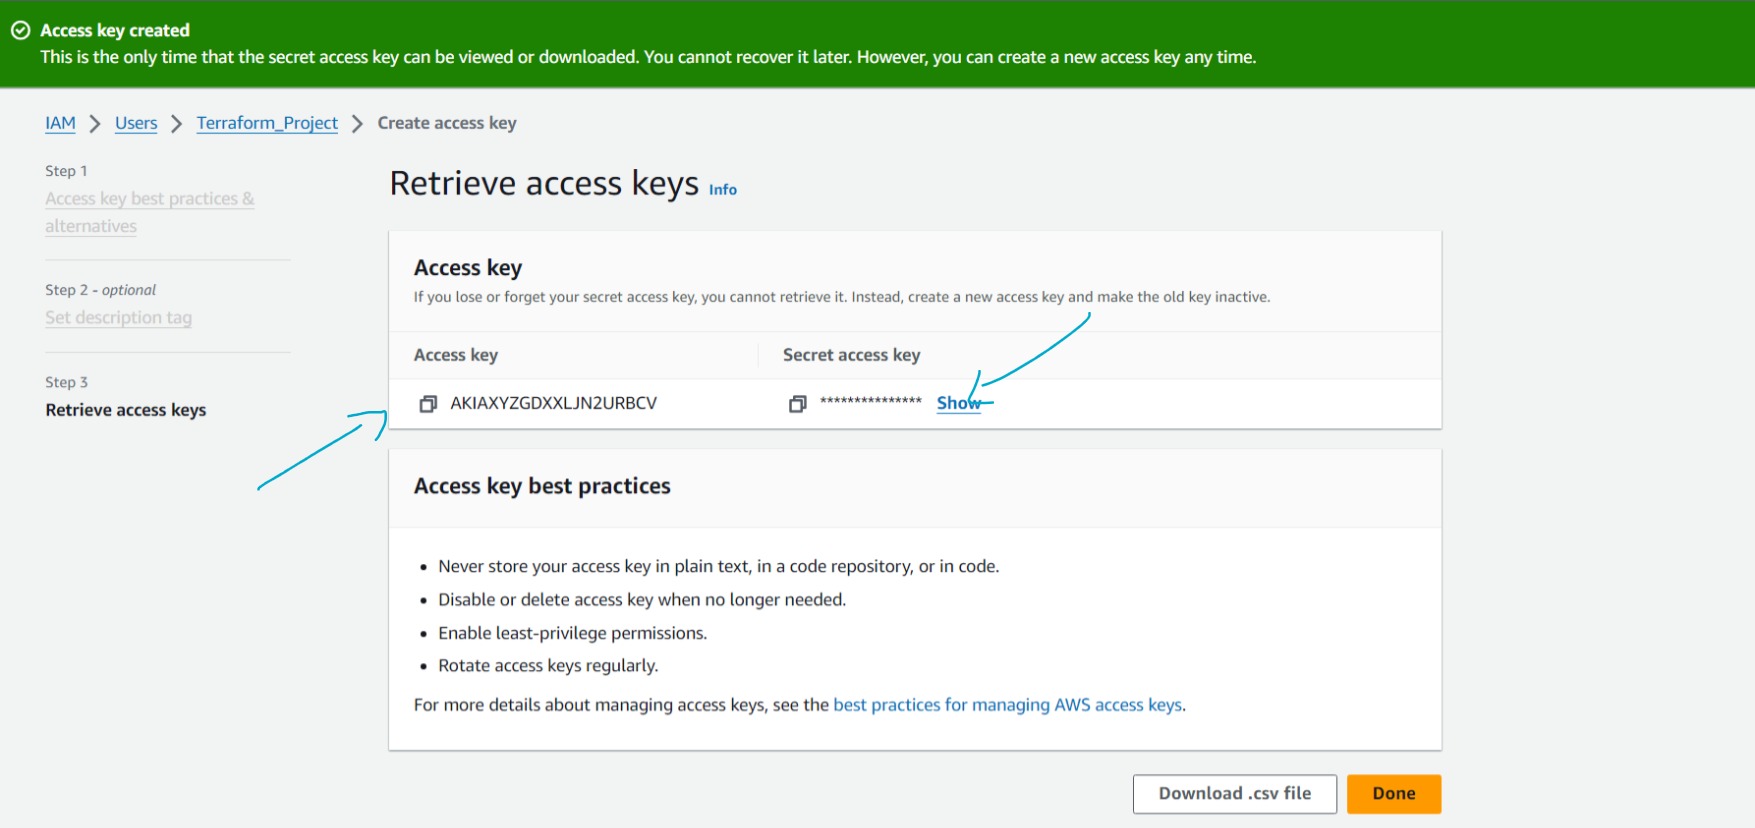 Access key created
This is the only time that the secret access key can be viewed or downloaded. You cannot recover it later. However, you can create a new access key any time.
IAM > Users > Terraform_Project > Create access key
Step 1
Access key best practices &
alternatives
Step 2 - optional
Set description tag
Step 3
Retrieve access keys
Retrieve access keys Info
Access key
If you lose or forget your secret access key, you cannot retrieve it. Instead, create a new access key and make the old key inactive.
Access key Secret access key
AKIAXYZGDXXLJN2URBCV *************** Show
Access key best practices
• Never store your access key in plain text, in a code repository, or in code.
• Disable or delete access key when no longer needed.
• Enable least-privilege permissions.
• Rotate access keys regularly.
For more details about managing access keys, see the best practices for managing AWS access keys.
Download .csv file Done